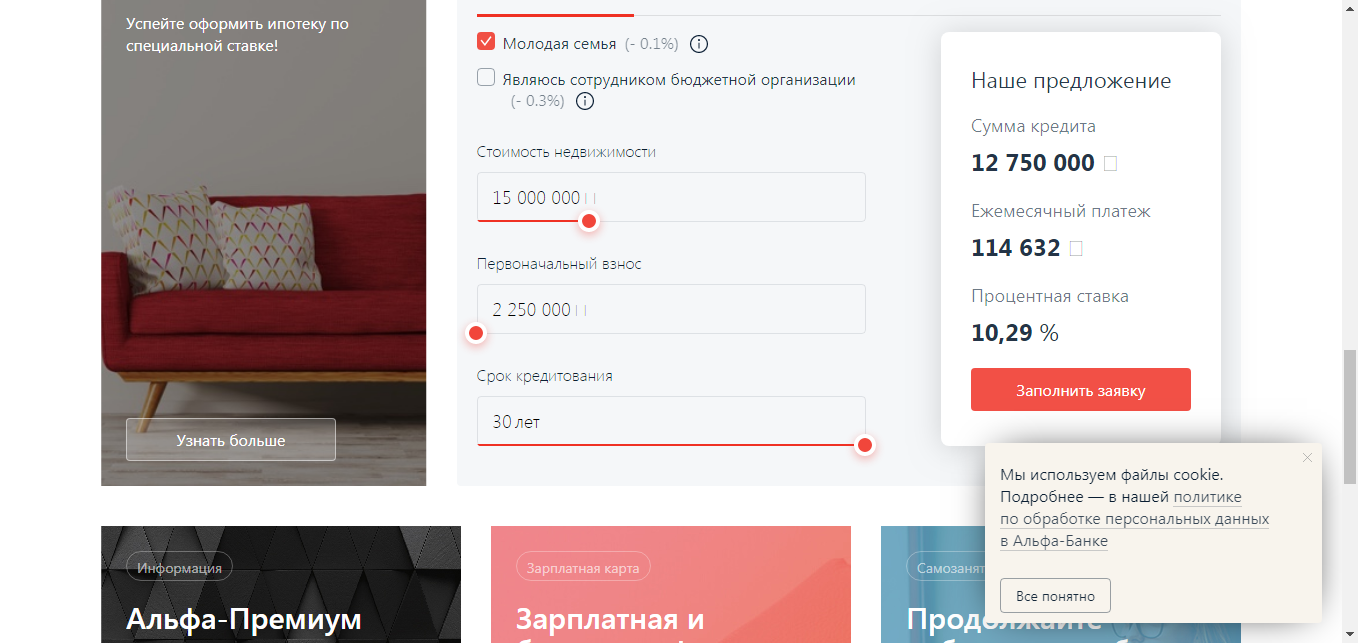 Успейте оформить ипотеку по
специальной ставке!
Узнать больше
Молодая семья (- 0.1%)
Являюсь сотрудником бюджетной организации
(- 0.3%)
Стоимость недвижимости
15 000 000
Первоначальный взнос
2 250 000
Срок кредитования
30 лет
Наше предложение
Сумма кредита
12 750 000
Ежемесячный платеж
114 632
Процентная ставка
10,29 %
Заполнить заявку
Мы используем файлы cookie.
Подробнее — в нашей политике
по обработке персональных данных
в Альфа-Банке
Все понятно
Информация
Альфа-Премиум
Зарплатная карта
Зарплатная и
Самозанят
Продолжайте